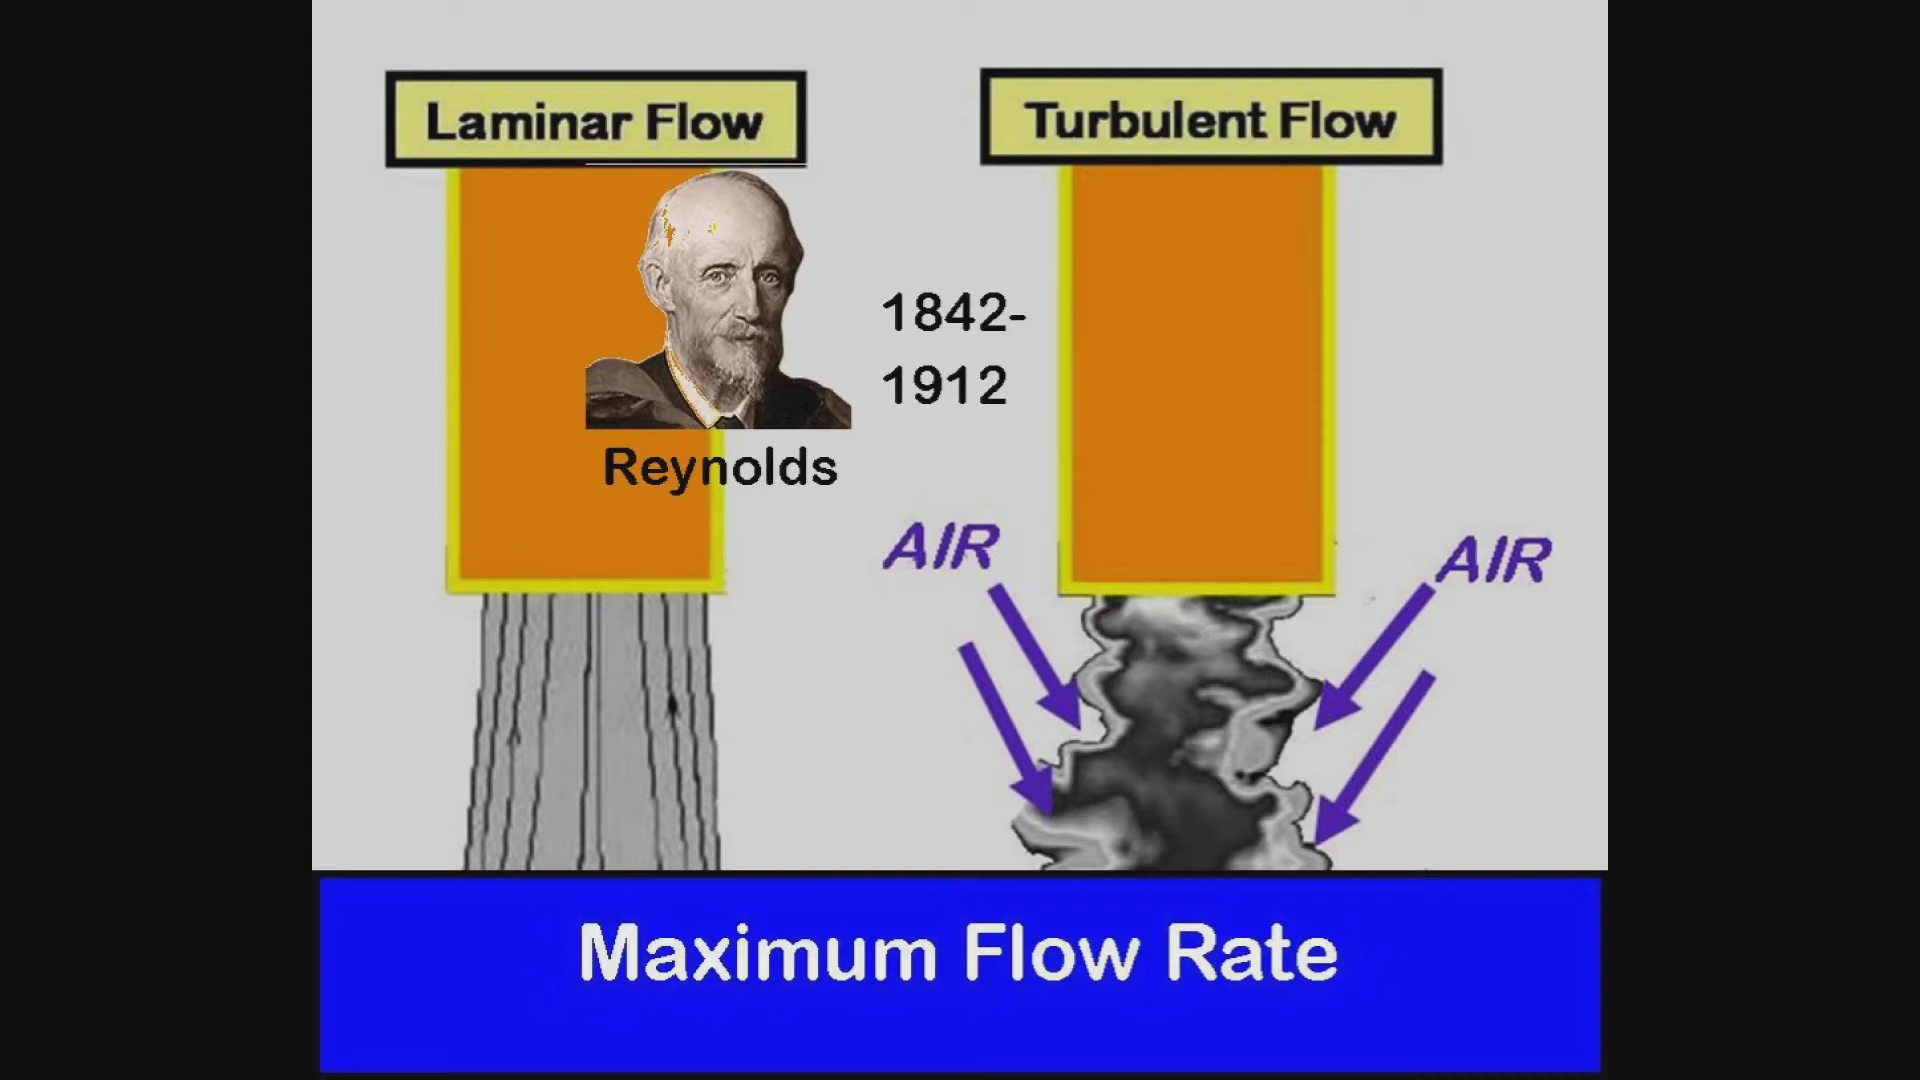 Laminar Flow
Turbulent Flow
1842-
1912
Reynolds
AIR
AIR
Maximum Flow Rate